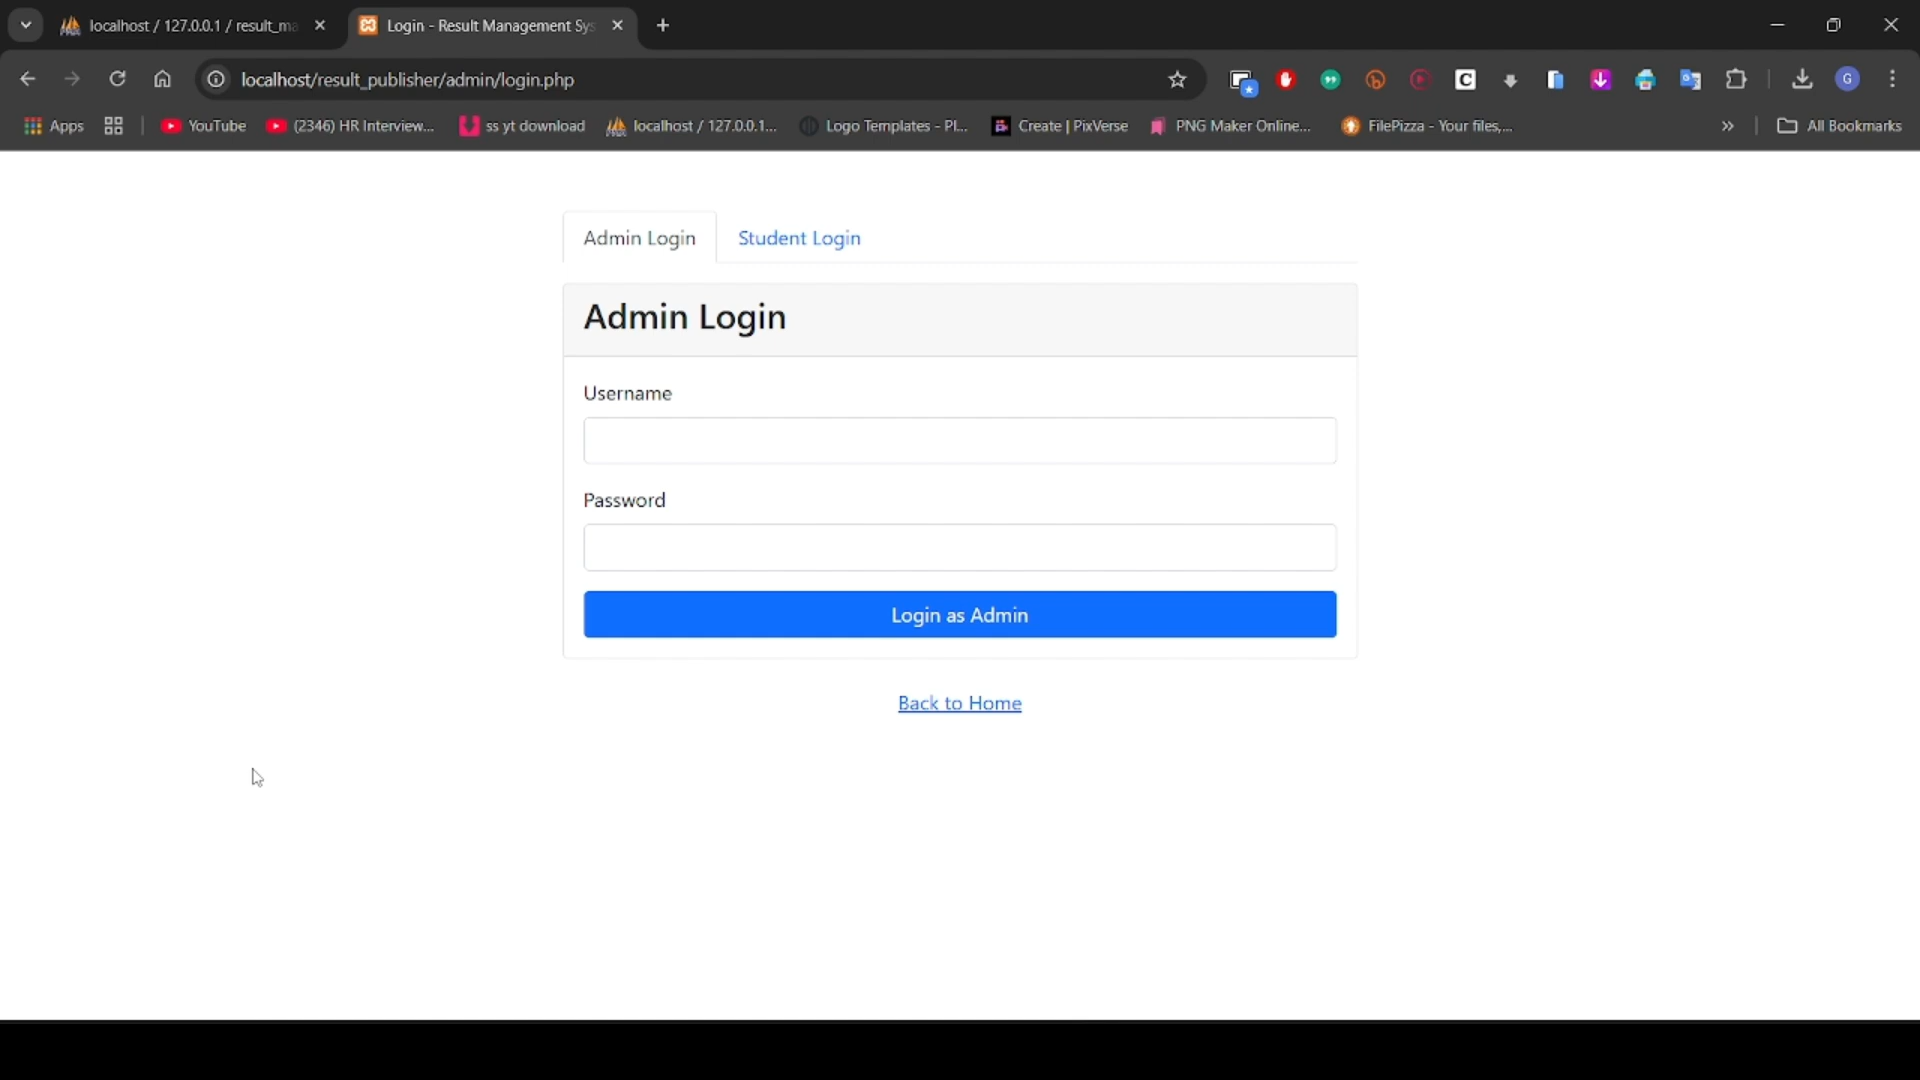 localhost / 127.0.0.1 / result_ma
Login - Result Management Sys
localhost/result_publisher/admin/login.php
G
Apps
YouTube
(2346) HR Interview...
ss yt download
localhost / 127.0.0.1...
Logo Templates - Pl...
Create | PixVerse
PNG Maker Online...
FilePizza - Your files,...
All Bookmarks
Admin Login
Student Login
Admin Login
Username
Password
Login as Admin
Back to Home